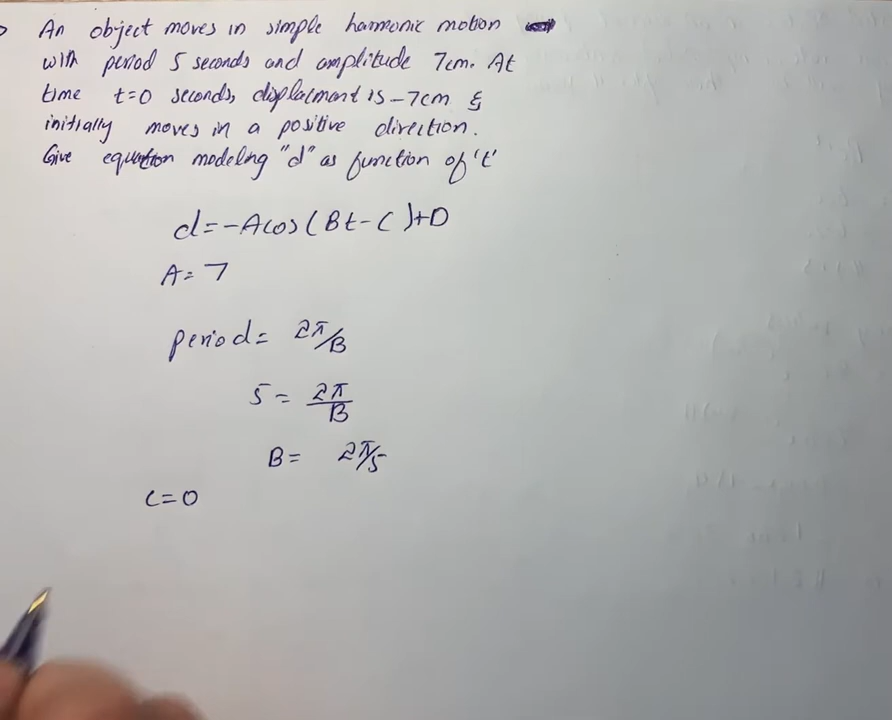 An object moves in simple harmonic motion
with period 5 seconds and amplitude 7cm. At
time t=0 seconds, displacment is -7cm &
initially moves in a positive direction.
Give equation modeling "d" as function of 't'
d=-Acos(Bt-C)+D
A=7
period= 2π/B
5 = 2π/B
B= 2π/5
C=0